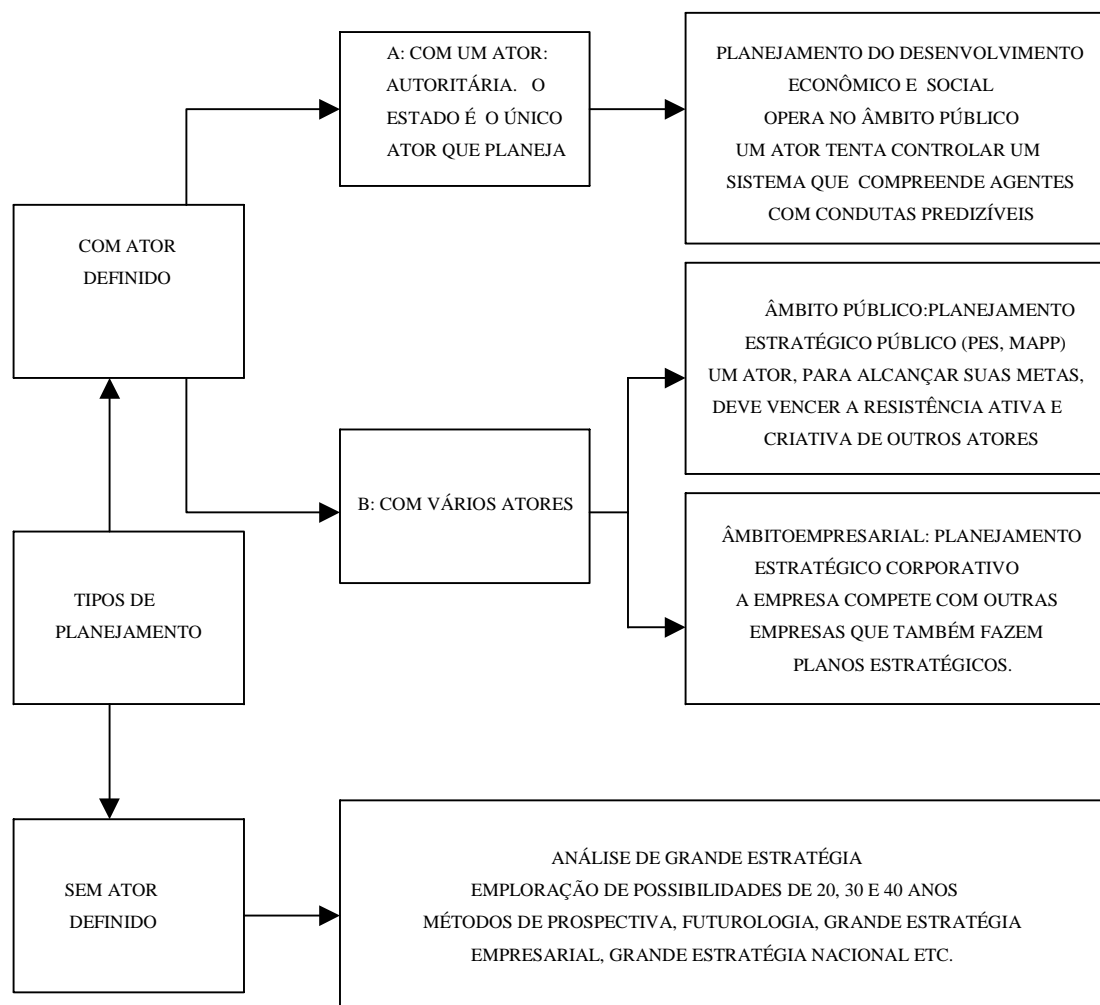 A: COM UM ATOR:
AUTORITÁRIA. O
ESTADO É O ÚNICO
ATOR QUE PLANEJA
PLANEJAMENTO DO DESENVOLVIMENTO
ECONÔMICO E SOCIAL
OPERA NO ÂMBITO PÚBLICO
UM ATOR TENTA CONTROLAR UM
SISTEMA QUE COMPREENDE AGENTES
COM CONDUTAS PREDIZÍVEIS
COM ATOR
DEFINIDO
ÂMBITO PÚBLICO:PLANEJAMENTO
ESTRATÉGICO PÚBLICO (PES, MAPP)
UM ATOR, PARA ALCANÇAR SUAS METAS,
DEVE VENCER A RESISTÊNCIA ATIVA E
CRIATIVA DE OUTROS ATORES
B: COM VÁRIOS ATORES
ÂMBITOEMPRESARIAL: PLANEJAMENTO
ESTRATÉGICO CORPORATIVO
A EMPRESA COMPETE COM OUTRAS
EMPRESAS QUE TAMBÉM FAZEM
PLANOS ESTRATÉGICOS.
TIPOS DE
PLANEJAMENTO
SEM ATOR
DEFINIDO
ANÁLISE DE GRANDE ESTRATÉGIA
EMPLORAÇÃO DE POSSIBILIDADES DE 20, 30 E 40 ANOS
MÉTODOS DE PROSPECTIVA, FUTUROLOGIA, GRANDE ESTRATÉGIA
EMPRESARIAL, GRANDE ESTRATÉGIA NACIONAL ETC.